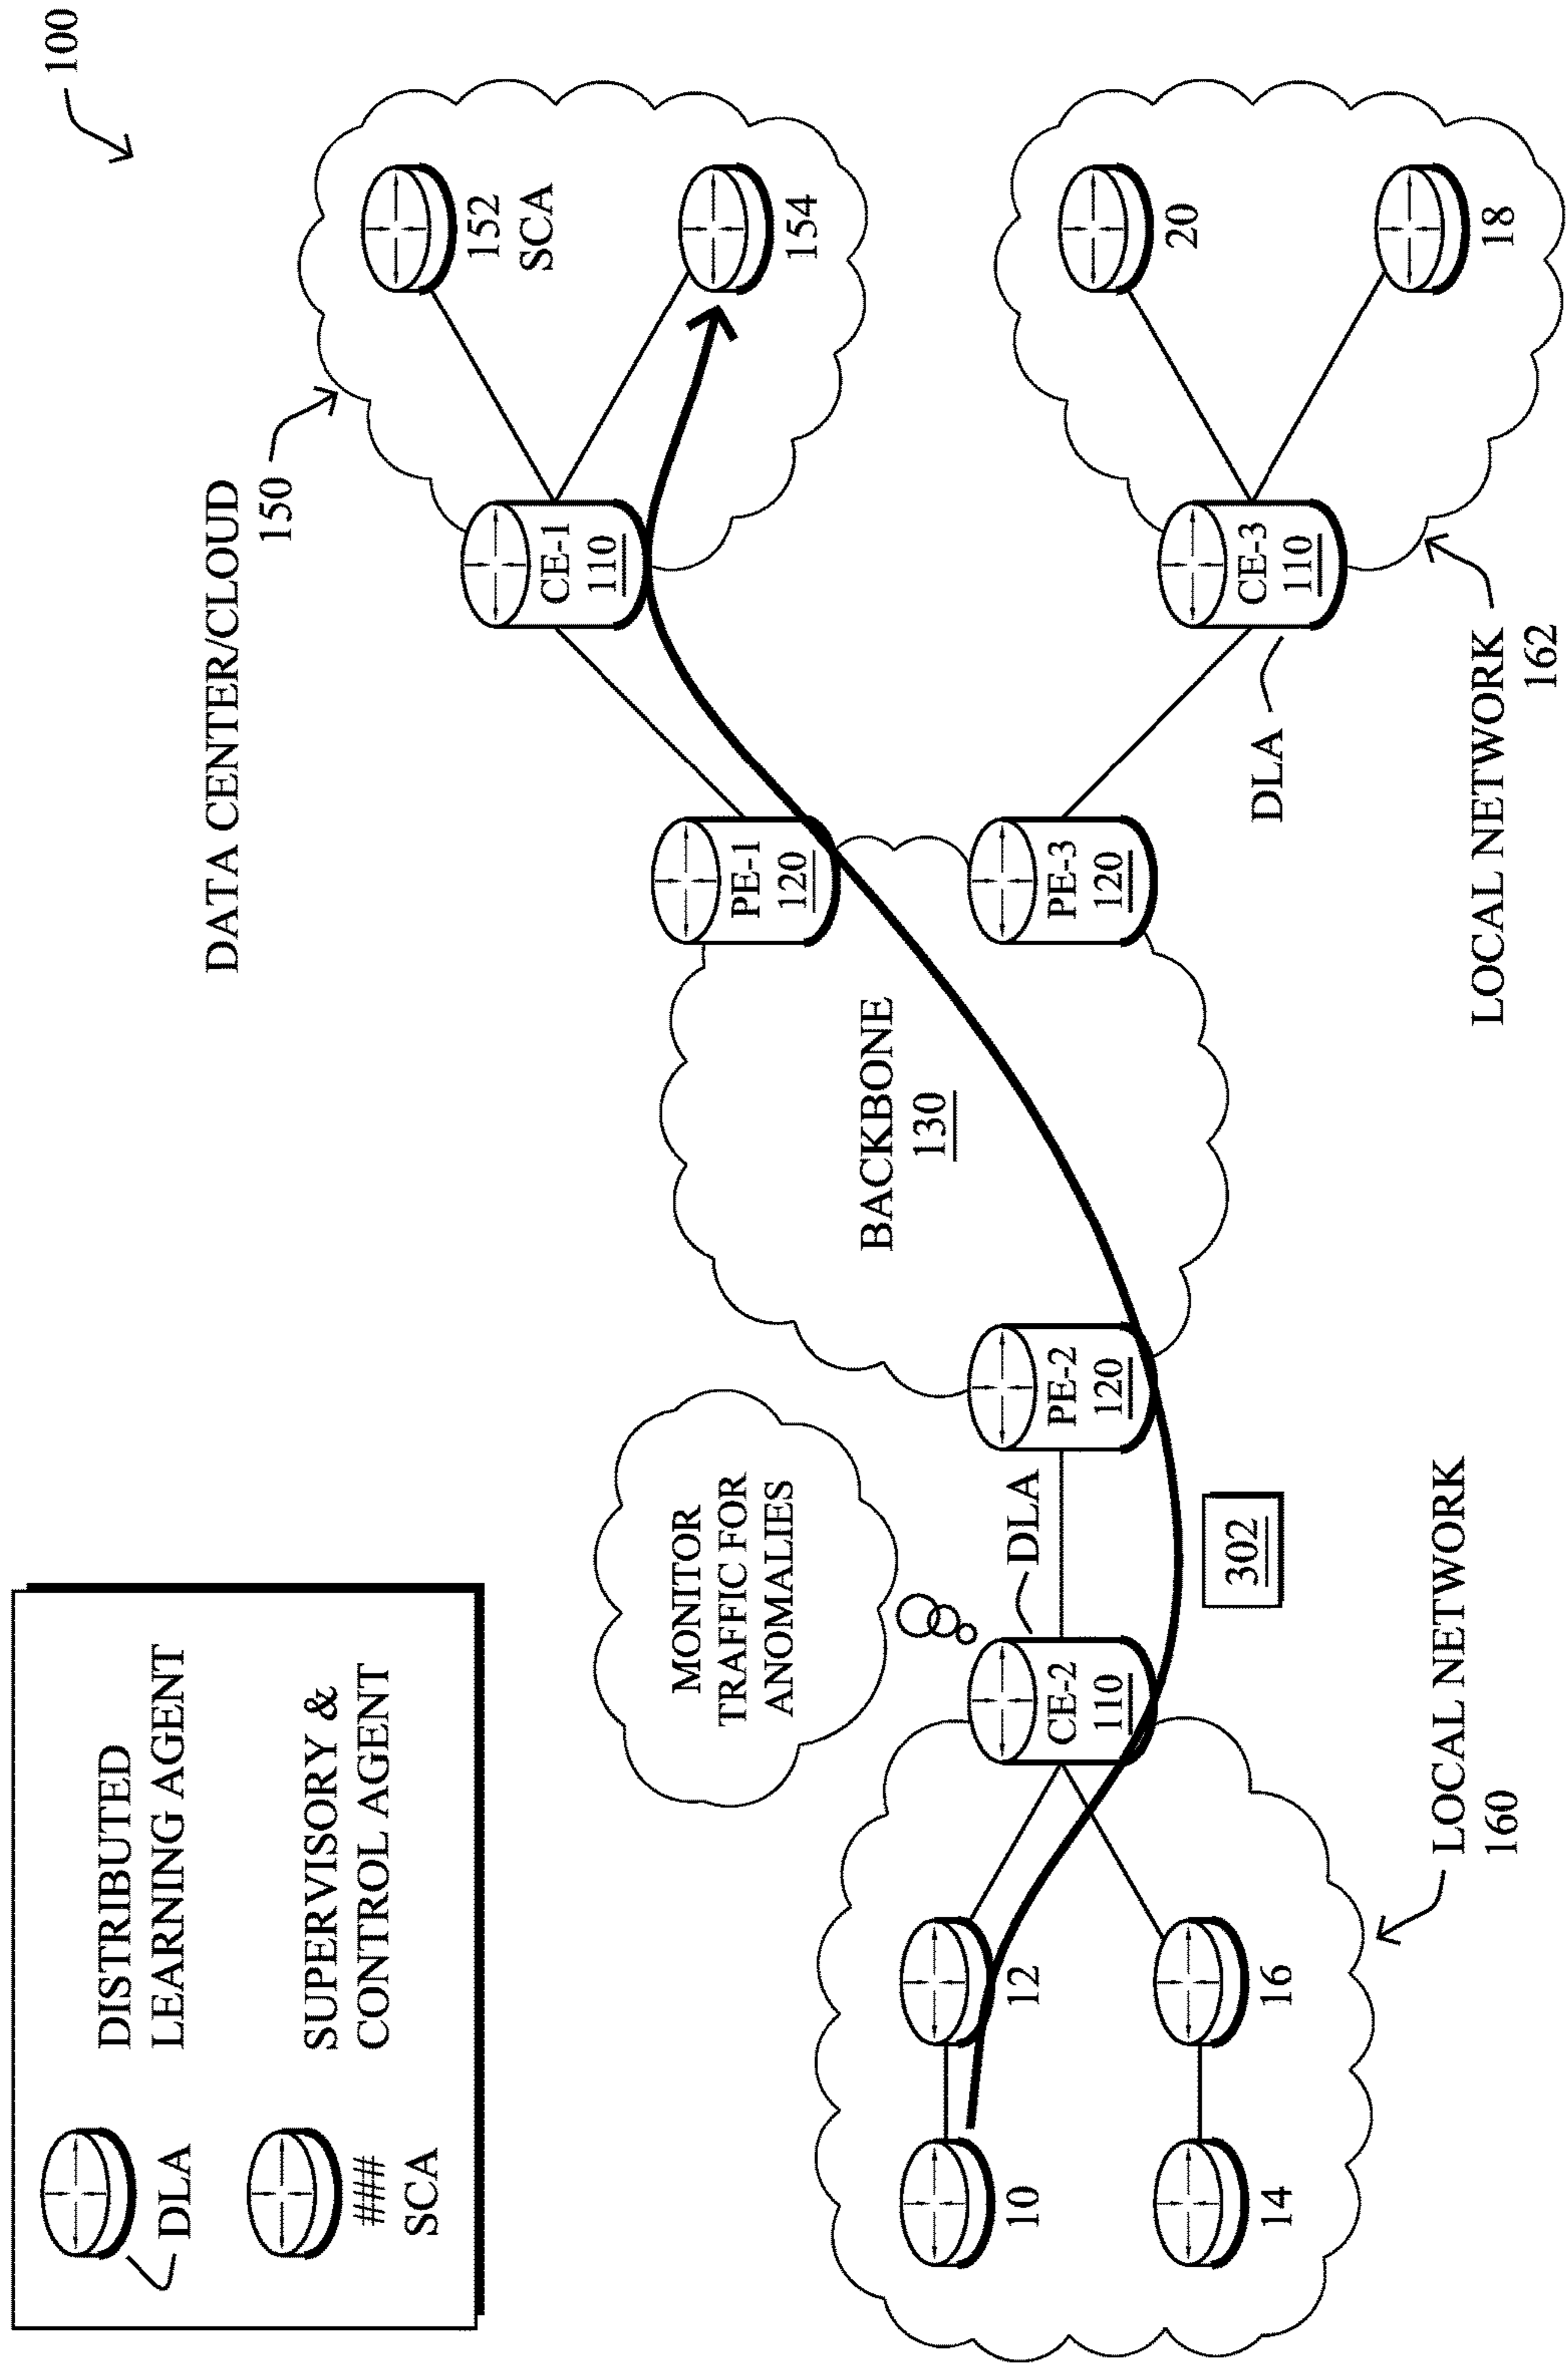 100
DISTRIBUTED
LEARNING AGENT
DLA
SUPERVISORY &
CONTROL AGENT
###
SCA
DATA CENTER/CLOUD
150
152
SCA
154
CE-1
110
PE-1
120
MONITOR
TRAFFIC FOR
ANOMALIES
BACKBONE
130
10
12
14
16
CE-2
110
DLA
PE-2
120
302
PE-3
120
CE-3
110
DLA
20
18
LOCAL NETWORK
160
LOCAL NETWORK
162